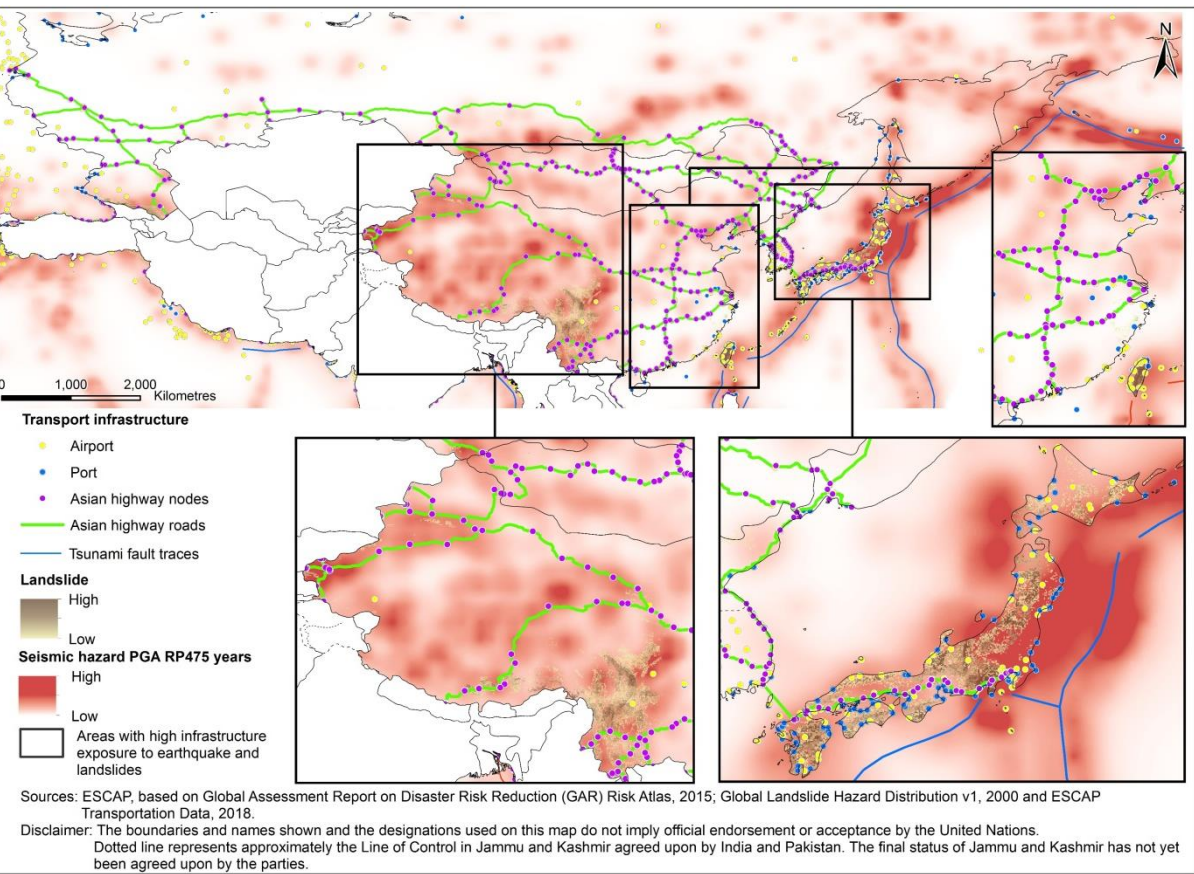 N
0 1,000 2,000
Kilometres
Transport infrastructure
Airport
Port
Asian highway nodes
Asian highway roads
Tsunami fault traces
Landslide
High
Low
Seismic hazard PGA RP475 years
High
Low
Areas with high infrastructure
exposure to earthquake and
landslides
Sources: ESCAP, based on Global Assessment Report on Disaster Risk Reduction (GAR) Risk Atlas, 2015; Global Landslide Hazard Distribution v1, 2000 and ESCAP
Transportation Data, 2018.
Disclaimer: The boundaries and names shown and the designations used on this map do not imply official endorsement or acceptance by the United Nations.
Dotted line represents approximately the Line of Control in Jammu and Kashmir agreed upon by India and Pakistan. The final status of Jammu and Kashmir has not yet
been agreed upon by the parties.